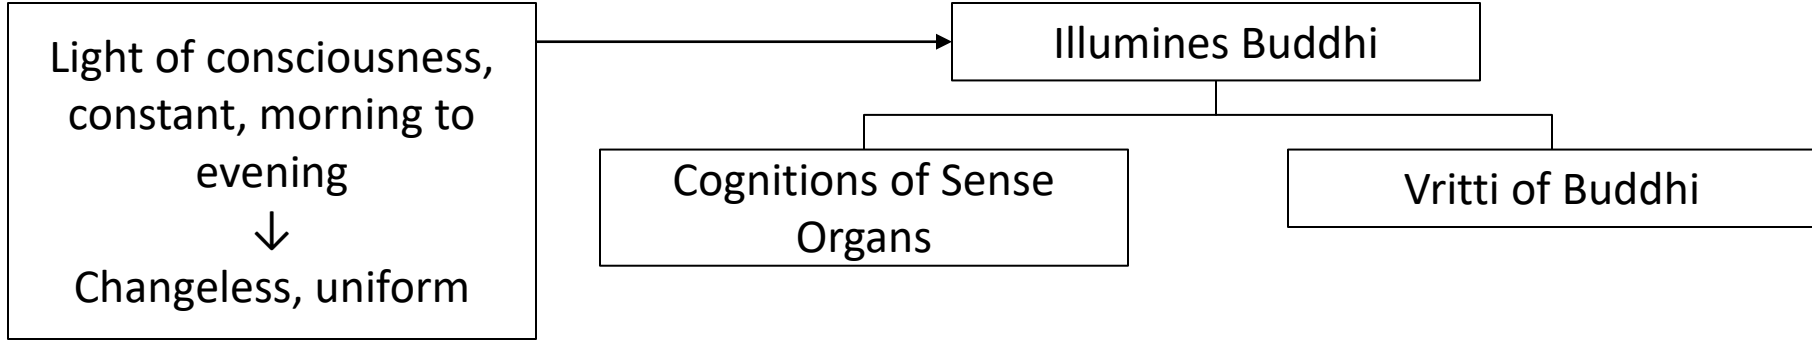 Light of consciousness,
constant, morning to
evening
↓
Changeless, uniform
Illumines Buddhi
Cognitions of Sense
Organs
Vritti of Buddhi